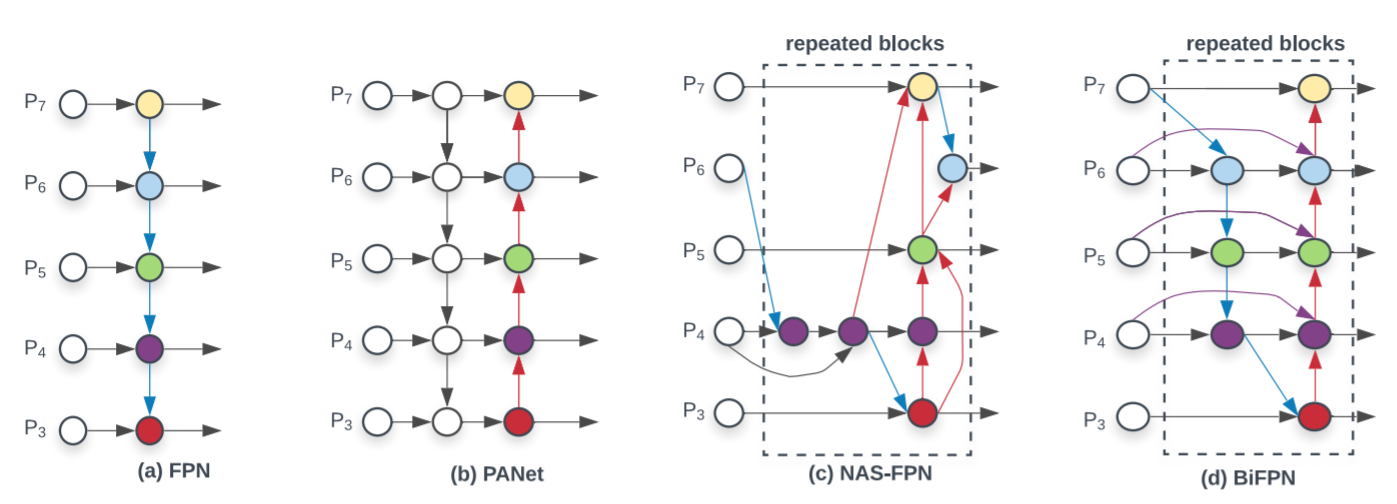 repeated blocks
repeated blocks
P7
P6
P5
P4
P3
(a) FPN
P7
P6
P5
P4
P3
(b) PANet
P7
P6
P5
P4
P3
(c) NAS-FPN
P7
P6
P5
P4
P3
(d) BiFPN